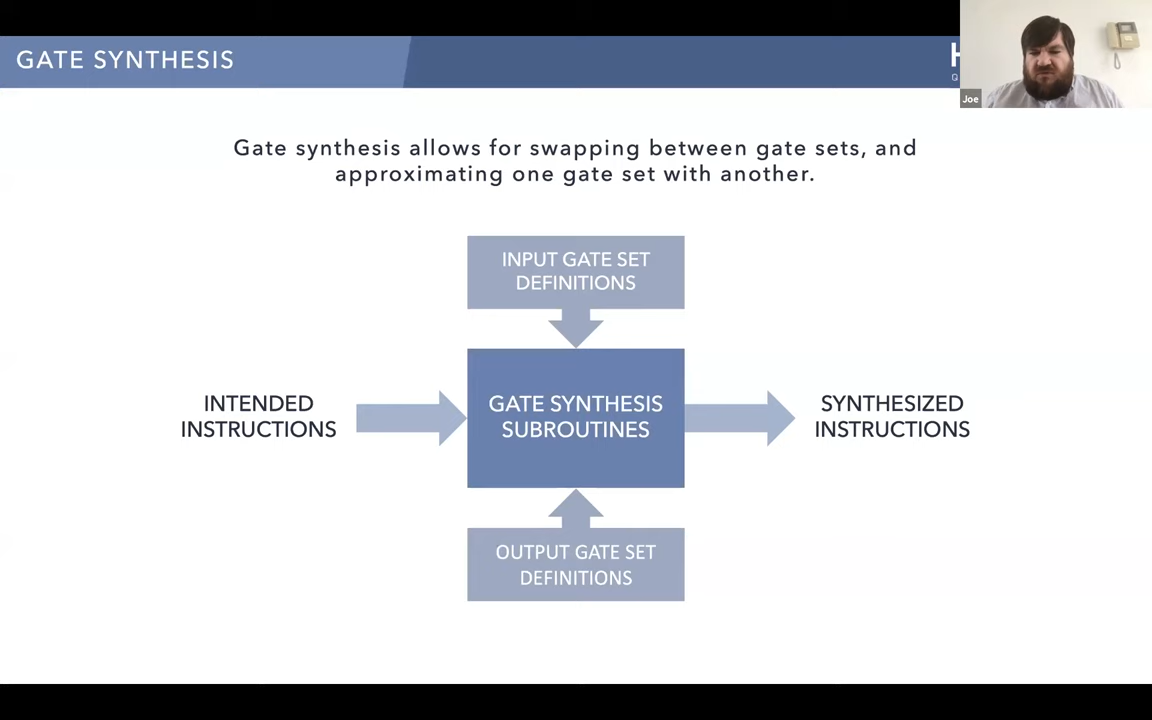 GATE SYNTHESIS
H
Joe
Gate synthesis allows for swapping between gate sets, and
approximating one gate set with another.
INPUT GATE SET
DEFINITIONS
INTENDED
INSTRUCTIONS
GATE SYNTHESIS
SUBROUTINES
SYNTHESIZED
INSTRUCTIONS
OUTPUT GATE SET
DEFINITIONS